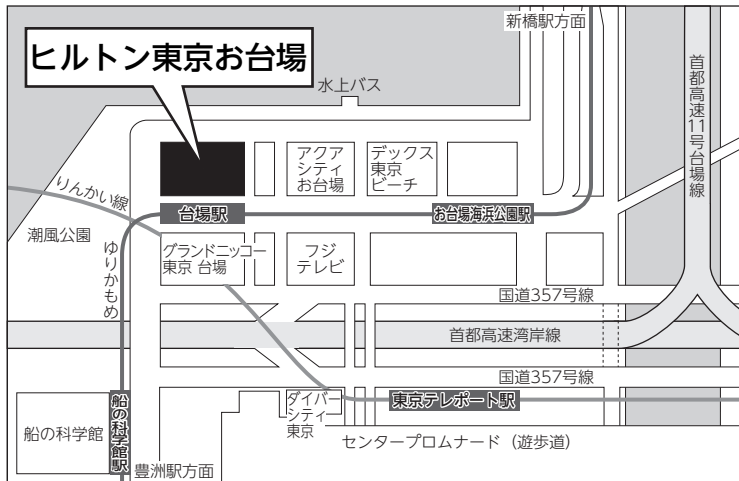 新橋駅方面
ヒルトン東京お台場
水上バス
首都高速11号台場線
アクア
シティ
お台場
デックス
東京
ビーチ
りんかい線
台場駅
お台場海浜公園駅
潮風公園
ゆりかもめ
グランドニッコー
東京 台場
フジ
テレビ
国道357号線
首都高速湾岸線
国道357号線
船の科学館
船の科学館駅
ダイバー
シティ
東京
東京テレポート駅
センタープロムナード（遊歩道）
豊洲駅方面